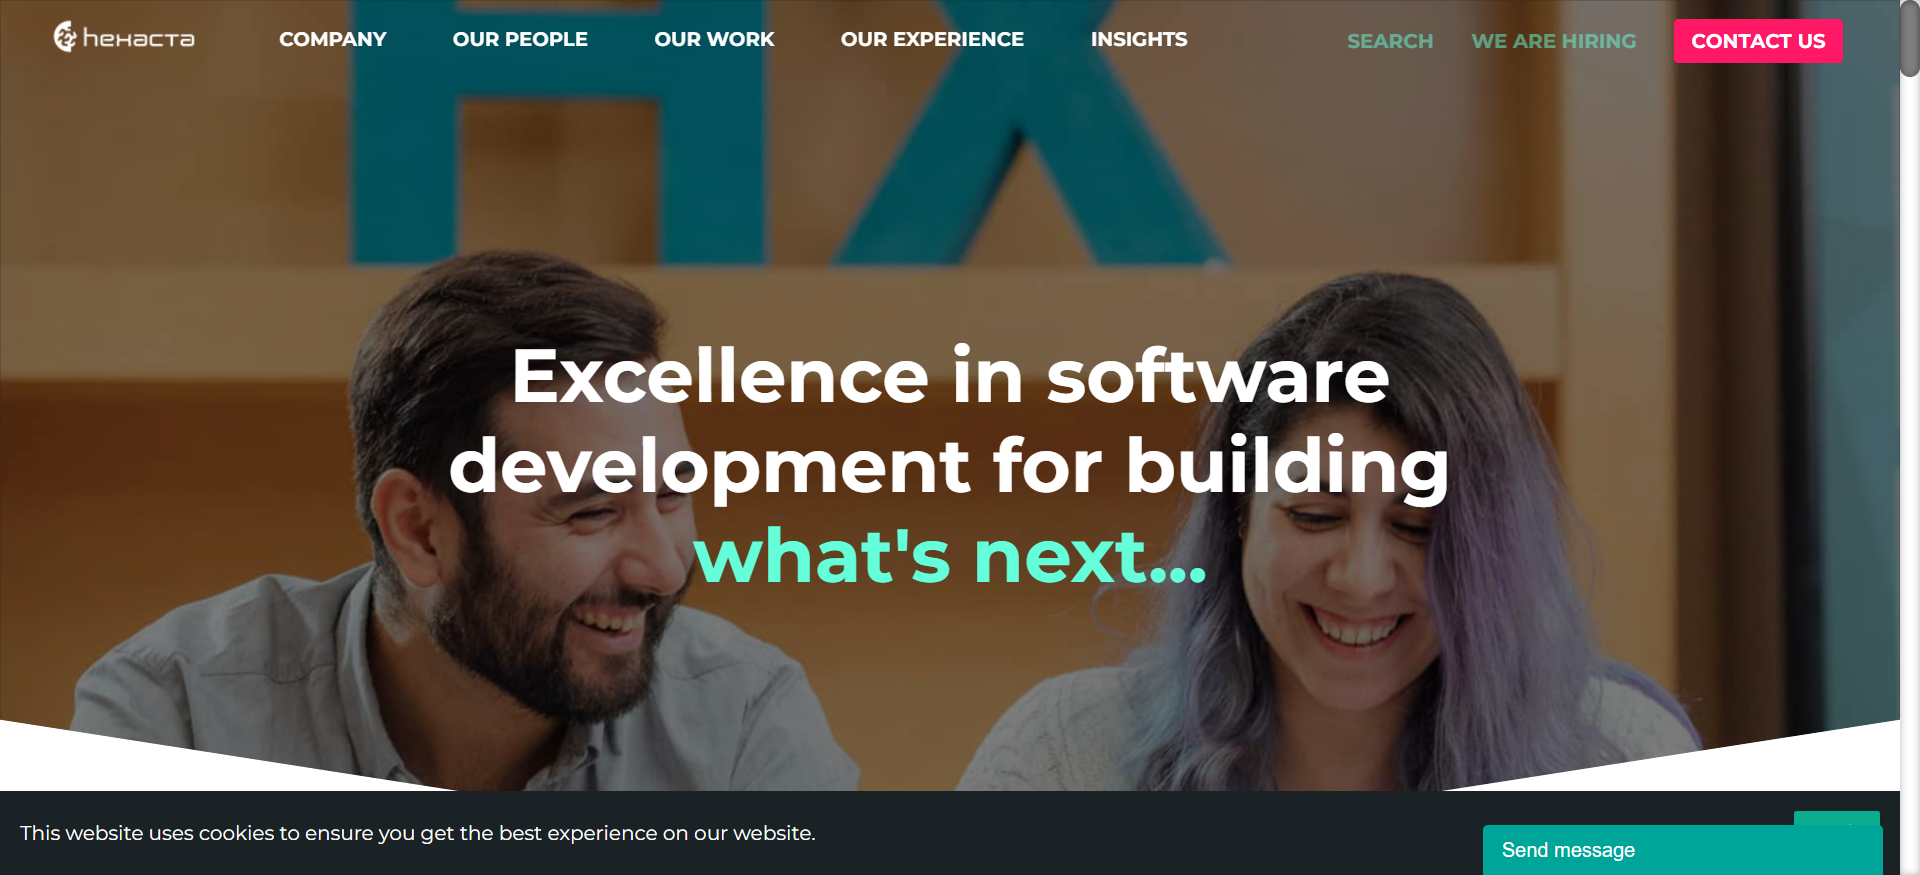 hexacta
COMPANY
OUR PEOPLE
OUR WORK
OUR EXPERIENCE
INSIGHTS
SEARCH
WE ARE HIRING
CONTACT US
HX
Excellence in software
development for building
what's next...
This website uses cookies to ensure you get the best experience on our website.
Send message